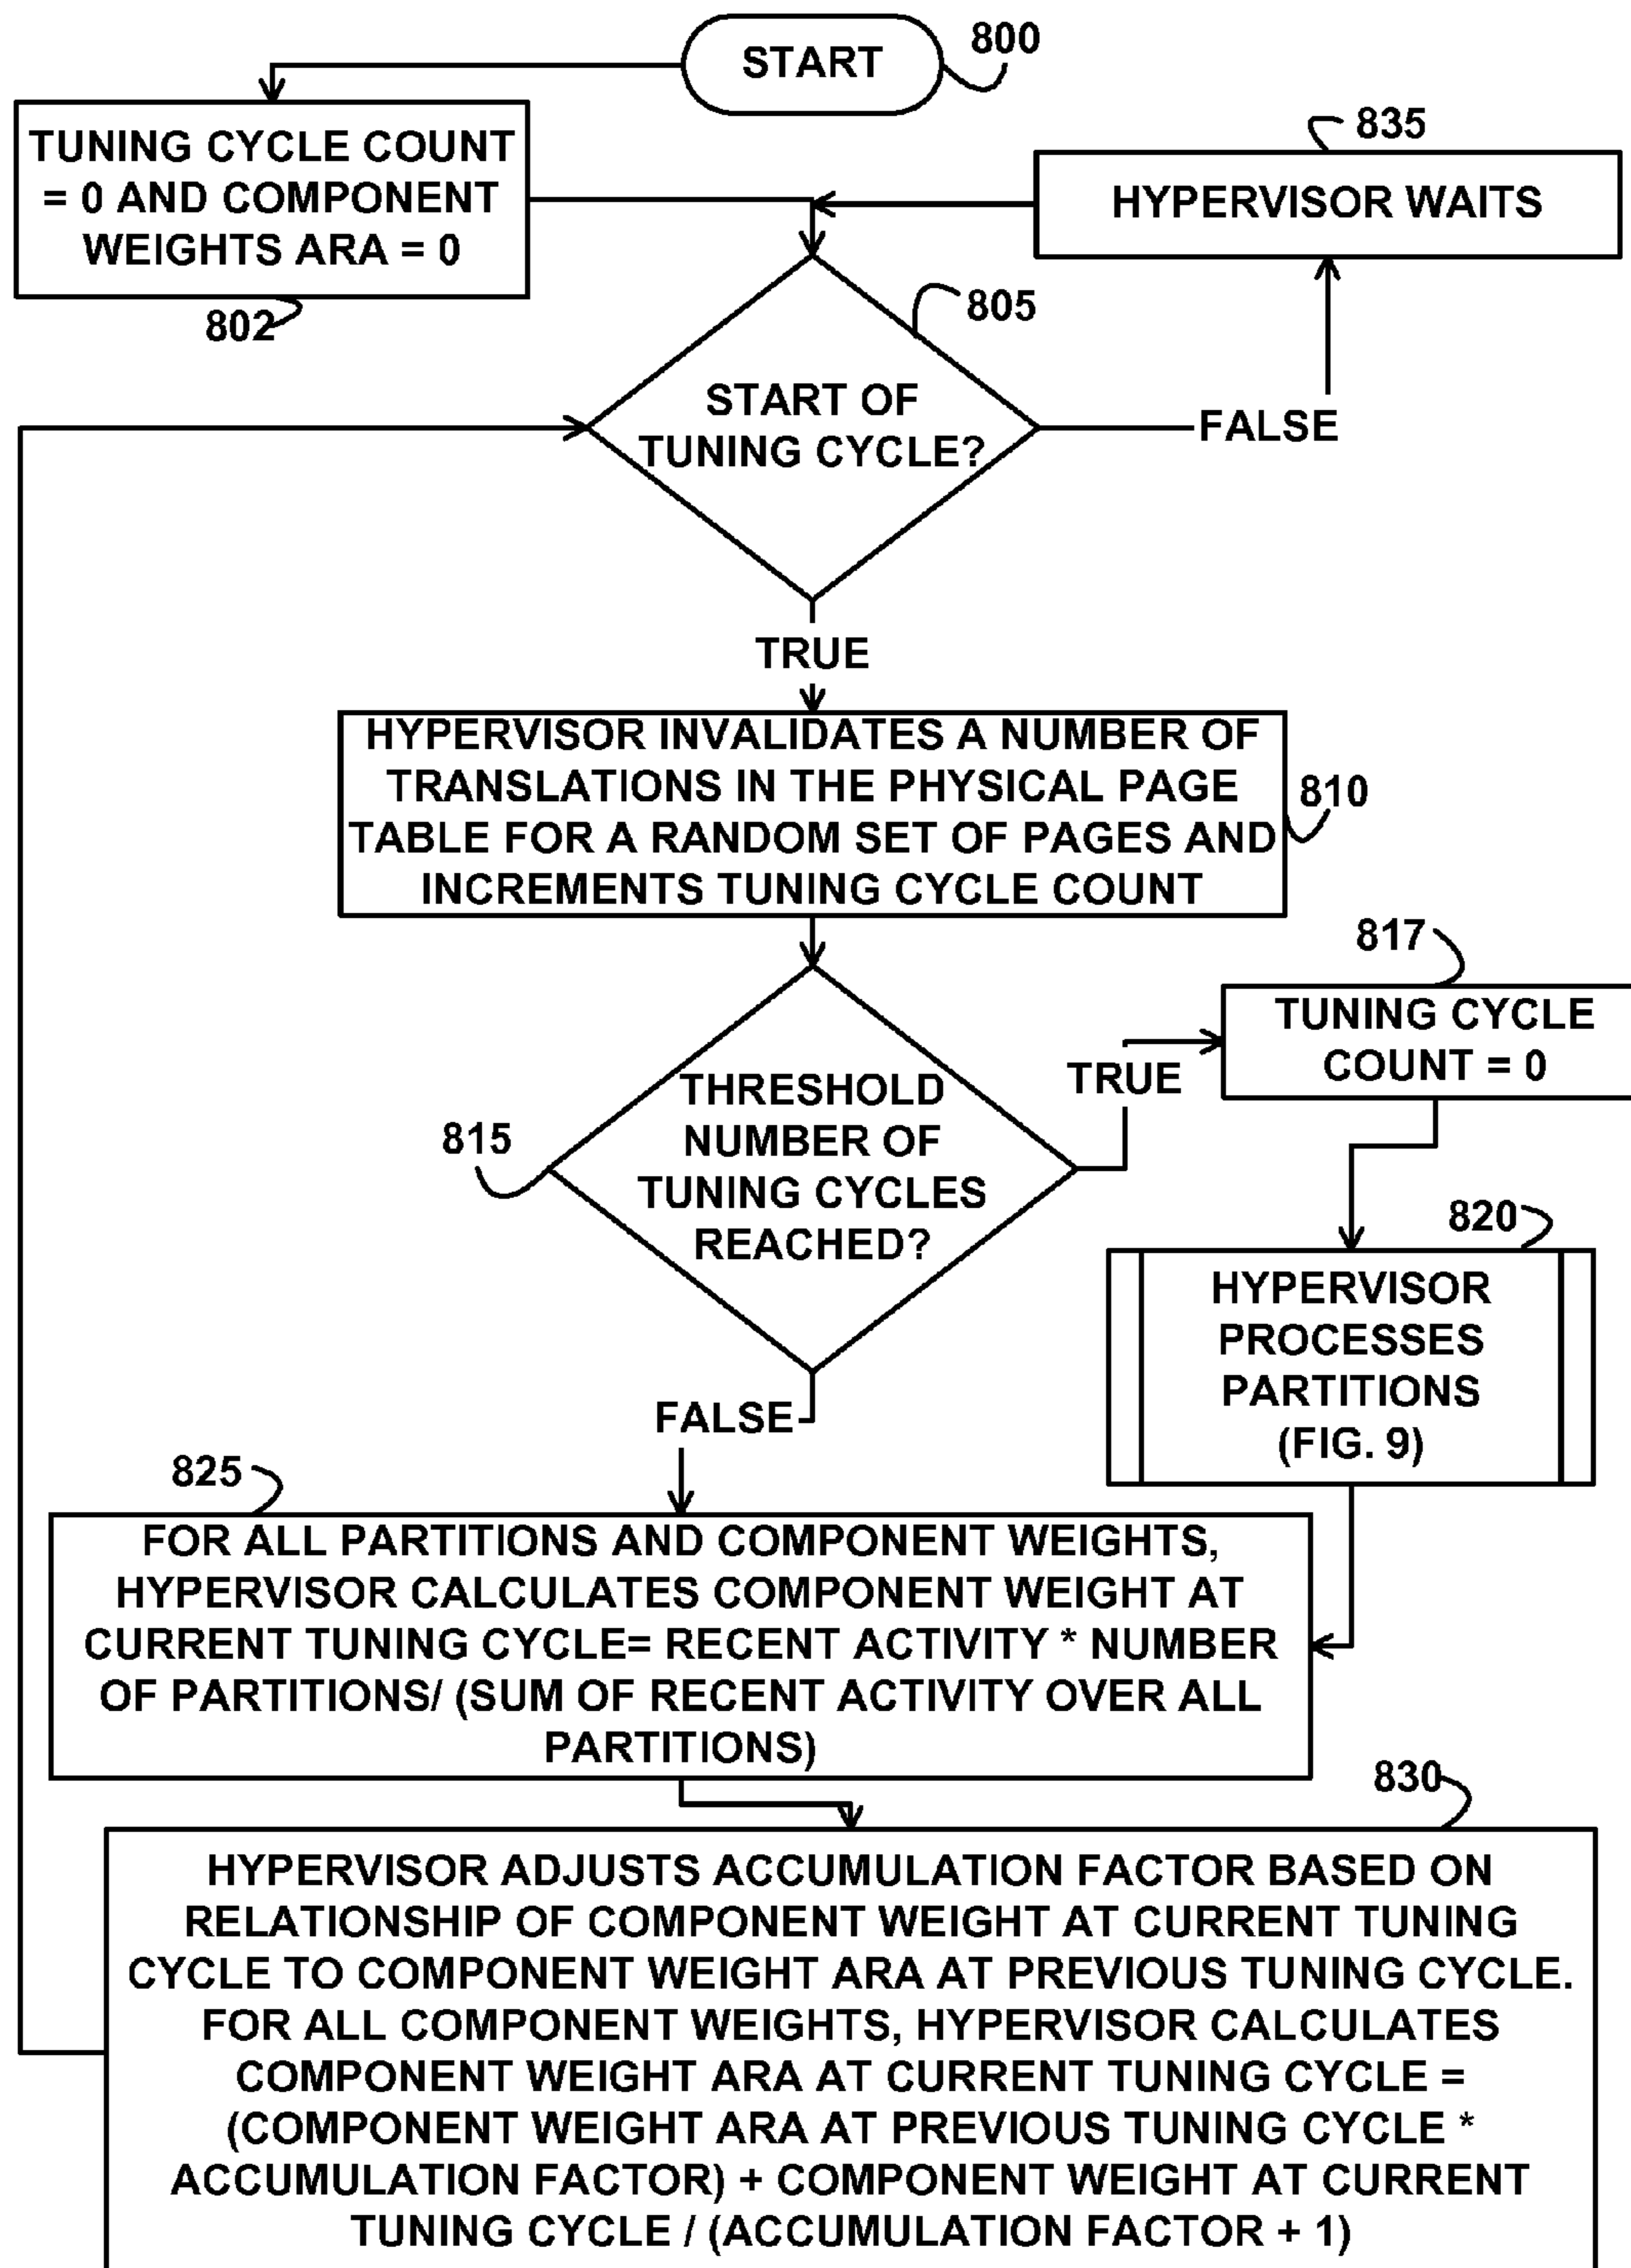 START
800
TUNING CYCLE COUNT
= 0 AND COMPONENT
WEIGHTS ARA = 0
802
835
HYPERVISOR WAITS
805
START OF
TUNING CYCLE?
FALSE
TRUE
HYPERVISOR INVALIDATES A NUMBER OF
TRANSLATIONS IN THE PHYSICAL PAGE
TABLE FOR A RANDOM SET OF PAGES AND
INCREMENTS TUNING CYCLE COUNT
810
817
TUNING CYCLE
COUNT = 0
TRUE
THRESHOLD
NUMBER OF
TUNING CYCLES
REACHED?
815
820
HYPERVISOR
PROCESSES
PARTITIONS
(FIG. 9)
FALSE
825
FOR ALL PARTITIONS AND COMPONENT WEIGHTS,
HYPERVISOR CALCULATES COMPONENT WEIGHT AT
CURRENT TUNING CYCLE= RECENT ACTIVITY * NUMBER
OF PARTITIONS/ (SUM OF RECENT ACTIVITY OVER ALL
PARTITIONS)
830
HYPERVISOR ADJUSTS ACCUMULATION FACTOR BASED ON
RELATIONSHIP OF COMPONENT WEIGHT AT CURRENT TUNING
CYCLE TO COMPONENT WEIGHT ARA AT PREVIOUS TUNING CYCLE.
FOR ALL COMPONENT WEIGHTS, HYPERVISOR CALCULATES
COMPONENT WEIGHT ARA AT CURRENT TUNING CYCLE =
(COMPONENT WEIGHT ARA AT PREVIOUS TUNING CYCLE *
ACCUMULATION FACTOR) + COMPONENT WEIGHT AT CURRENT
TUNING CYCLE / (ACCUMULATION FACTOR + 1)